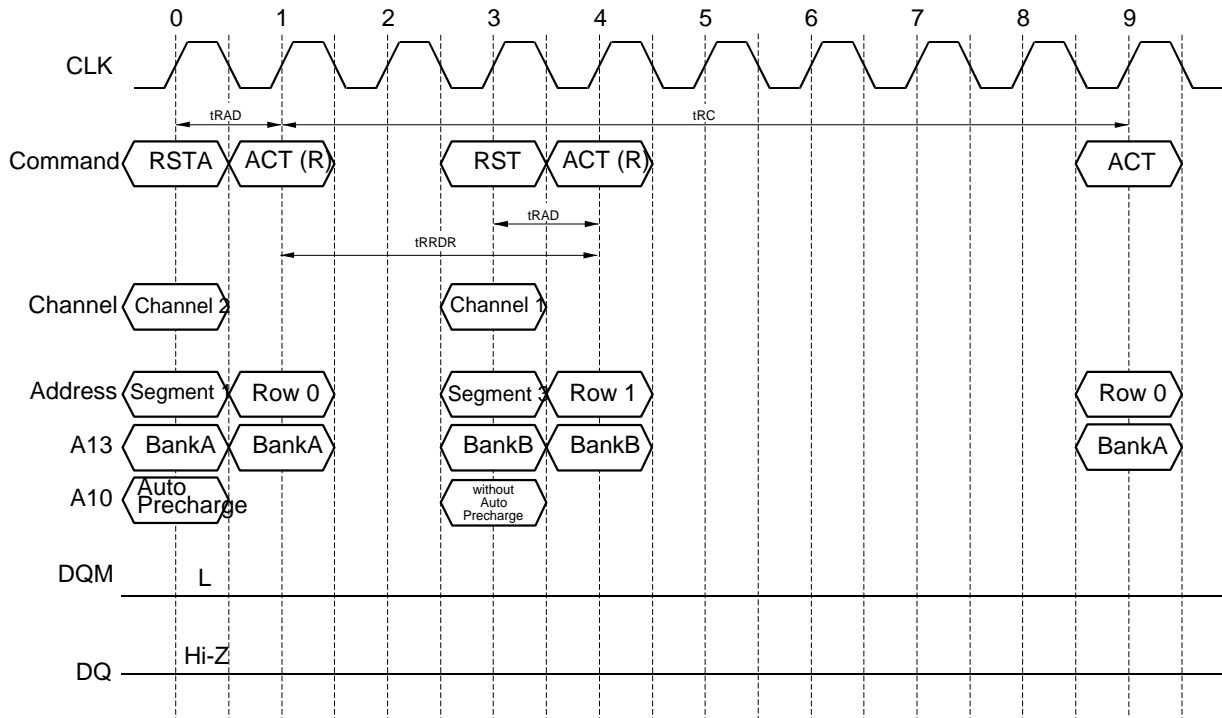 0 1 2 3 4 5 6 7 8 9
CLK
tRAD tRC
Command RSTA ACT (R) RST ACT (R) ACT
tRAD
tRRDR
Channel Channel 2 Channel 1
Address Segment 1 Row 0 Segment 3 Row 1 Row 0
A13 BankA BankA BankB BankB BankA
A10 Auto Precharge without Auto Precharge
DQM L
DQ Hi-Z